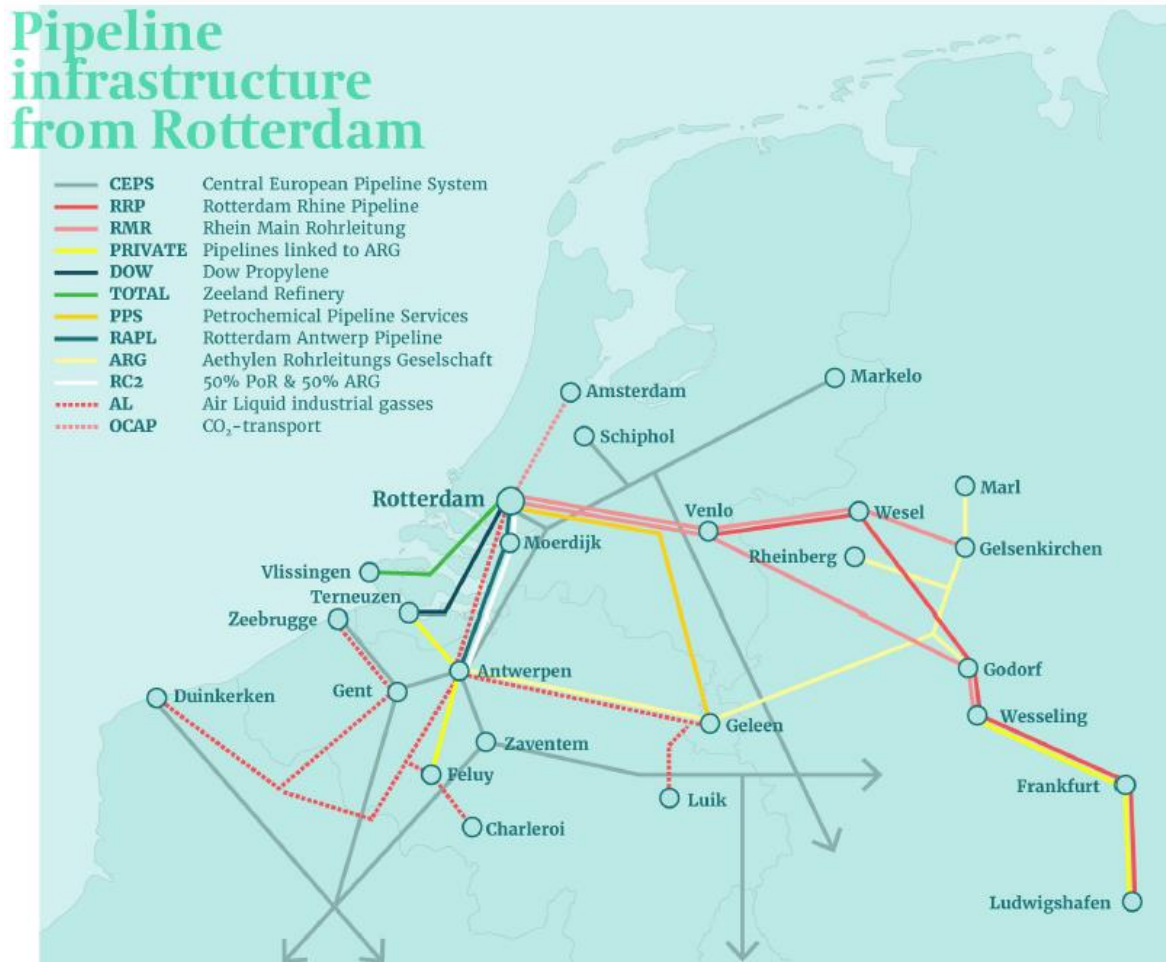 Pipeline
infrastructure
from Rotterdam
CEPS Central European Pipeline System
RRP Rotterdam Rhine Pipeline
RMR Rhein Main Rohrleitung
PRIVATE Pipelines linked to ARG
DOW Dow Propylene
TOTAL Zeeland Refinery
PPS Petrochemical Pipeline Services
RAPL Rotterdam Antwerp Pipeline
ARG Aethylen Rohrleitungs Geselschaft
RC2 50% PoR & 50% ARG
AL Air Liquid industrial gasses
OCAP CO₂-transport
Markelo
Amsterdam
Schiphol
Marl
Rotterdam
Venlo
Wesel
Moerdijk
Gelsenkirchen
Rheinberg
Vlissingen
Terneuzen
Zeebrugge
Antwerpen
Godorf
Duinkerken
Gent
Wesseling
Geleen
Zaventem
Feluy
Frankfurt
Luik
Charleroi
Ludwigshafen